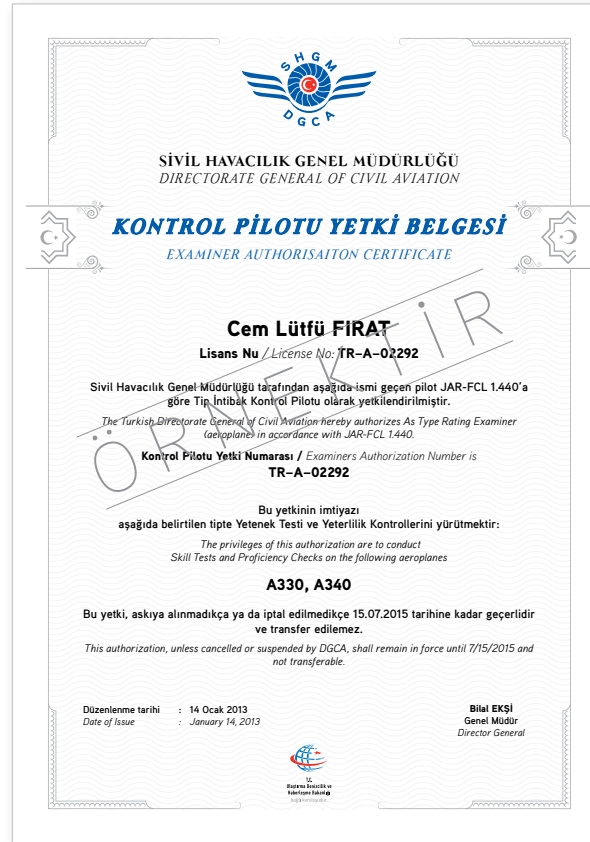 SHGM
DGCA
SİVİL HAVACILIK GENEL MÜDÜRLÜĞÜ
DIRECTORATE GENERAL OF CIVIL AVIATION
KONTROL PİLOTU YETKİ BELGESİ
EXAMINER AUTHORISAITON CERTIFICATE
Cem Lütfü FIRAT
Lisans Nu / License No: TR-A-02292
Sivil Havacılık Genel Müdürlüğü tarafından aşağıda ismi geçen pilot JAR-FCL 1.440'a
göre Tip İntibak Kontrol Pilotu olarak yetkilendirilmiştir.
The Turkish Directorate General of Civil Aviation hereby authorizes As Type Rating Examiner
(aeroplane) in accordance with JAR-FCL 1.440.
Kontrol Pilotu Yetki Numarası / Examiners Authorization Number is
TR-A-02292
ÖRNEKTİR
Bu yetkinin imtiyazı
aşağıda belirtilen tipte Yetenek Testi ve Yeterlilik Kontrollerini yürütmektir:
The privileges of this authorization are to conduct
Skill Tests and Proficiency Checks on the following aeroplanes
A330, A340
Bu yetki, askıya alınmadıkça ya da iptal edilmedikçe 15.07.2015 tarihine kadar geçerlidir
ve transfer edilemez.
This authorization, unless cancelled or suspended by DGCA, shall remain in force until 7/15/2015 and
not transferable.
Düzenlenme tarihi : 14 Ocak 2013
Date of Issue : January 14, 2013
Bilal EKŞİ
Genel Müdür
Director General
T.C.
Ulaştırma Denizcilik ve
Haberleşme Bakanlığı